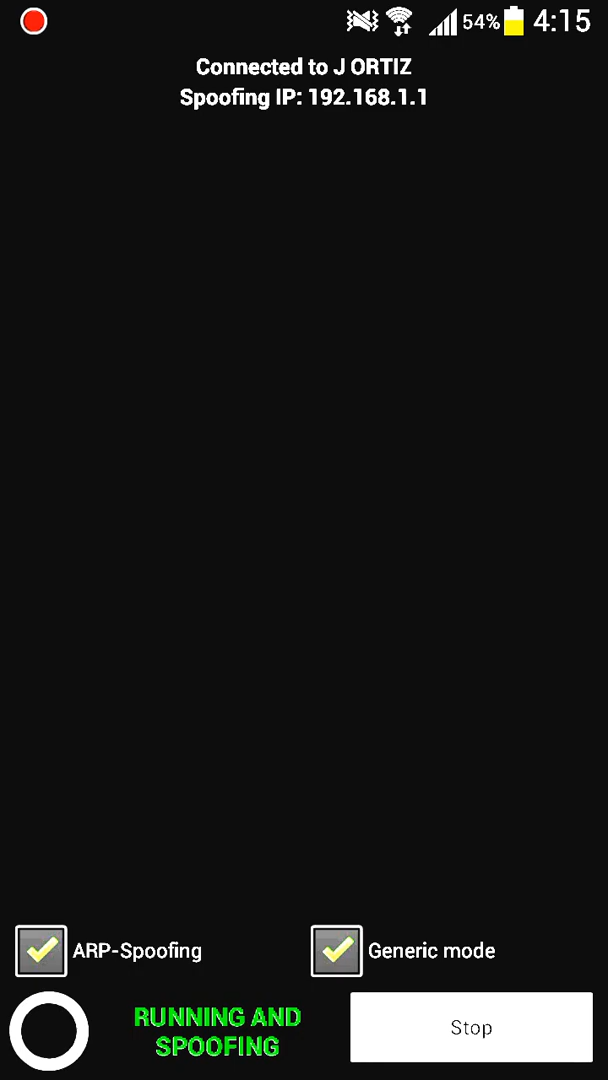 54% 4:15
Connected to J ORTIZ
Spoofing IP: 192.168.1.1
ARP-Spoofing Generic mode
RUNNING AND
SPOOFING
Stop